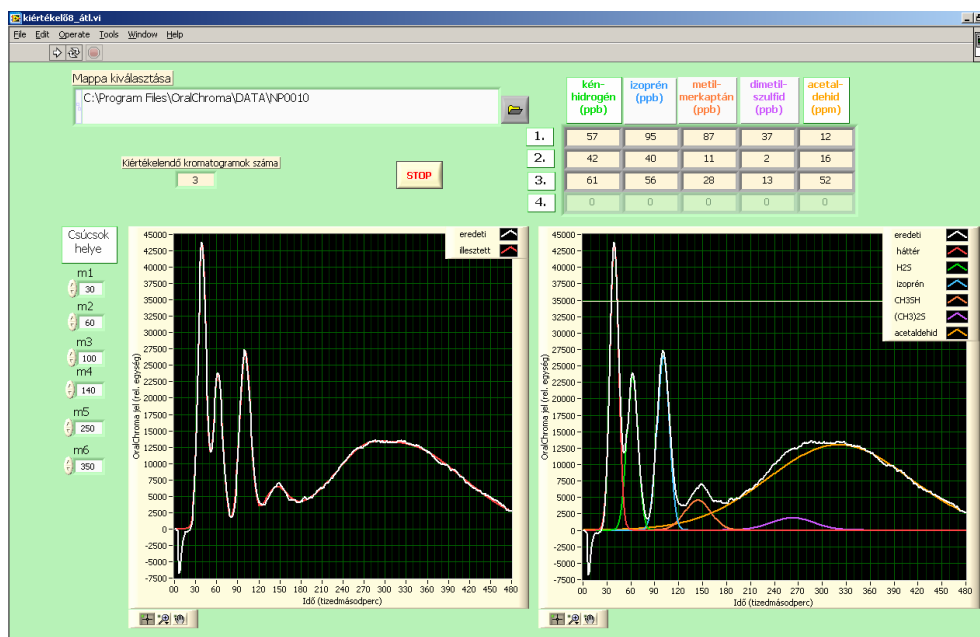 kiértékelő8_átl.vi
File Edit Operate Tools Window Help
Mappa kiválasztása
C:\Program Files\OralChroma\DATA\NP0010
Kiértékelendő kromatogramok száma
3
STOP
kén-
hidrogén
(ppb)
izoprén
(ppb)
metil-
merkaptán
(ppb)
dimetil-
szulfid
(ppb)
acetal-
dehid
(ppm)
1. 57 95 87 37 12
2. 42 40 11 2 16
3. 61 56 28 13 52
4. 0 0 0 0 0
Csúcsok
helye
m1
30
m2
60
m3
100
m4
140
m5
250
m6
350
eredeti
illesztett
OralChroma jel (rel. egység)
45000
42500
40000
37500
35000
32500
30000
27500
25000
22500
20000
17500
15000
12500
10000
7500
5000
2500
0
-2500
-5000
-7500
00 30 60 90 120 150 180 210 240 270 300 330 360 390 420 450 480
Idő (tizedmásodperc)
eredeti
háttér
H2S
izoprén
CH3SH
(CH3)2S
acetaldehid
OralChroma jel (rel. egység)
45000
42500
40000
37500
35000
32500
30000
27500
25000
22500
20000
17500
15000
12500
10000
7500
5000
2500
0
-2500
-5000
-7500
00 30 60 90 120 150 180 210 240 270 300 330 360 390 420 450 480
Idő (tizedmásodperc)